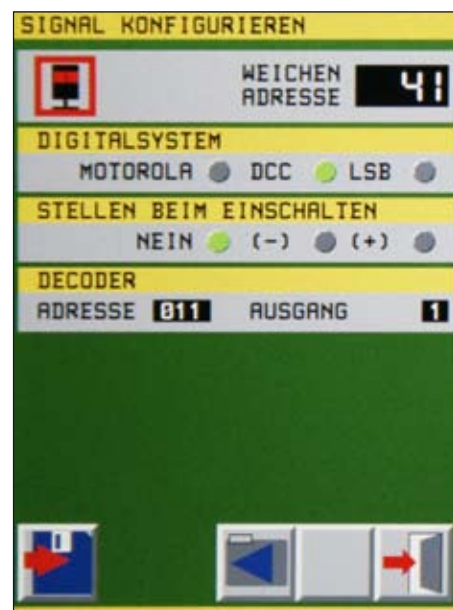 SIGNAL KONFIGURIEREN
WEICHEN
ADRESSE 41
DIGITALSYSTEM
MOTOROLA DCC LSB
STELLEN BEIM EINSCHALTEN
NEIN (-) (+)
DECODER
ADRESSE 011 AUSGANG 1